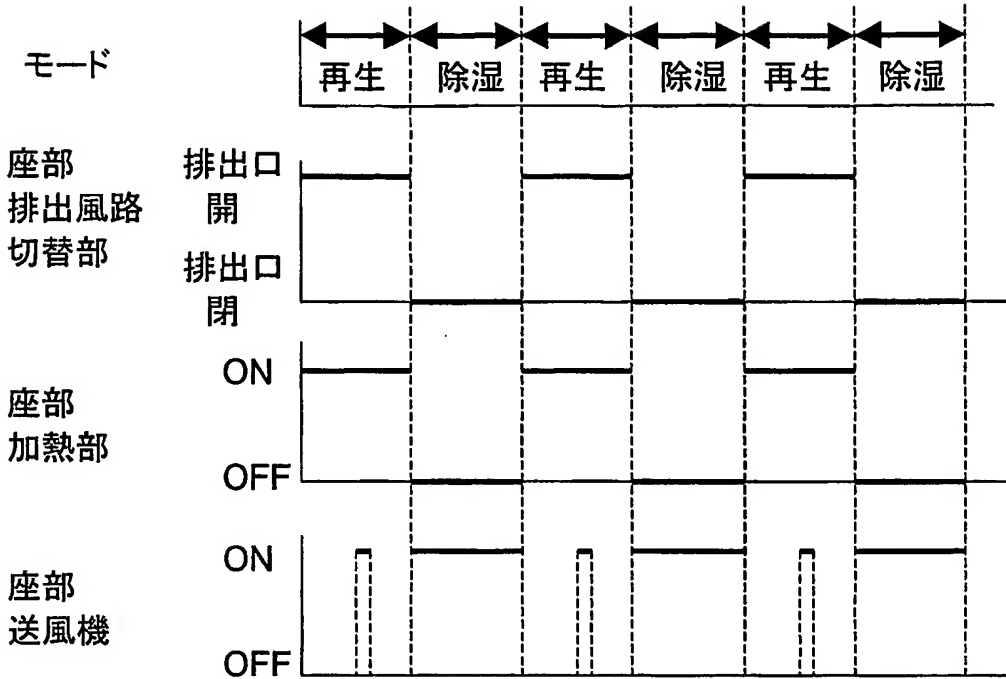 モード
再生 除湿 再生 除湿 再生 除湿
座部
排出風路
切替部
排出口
開
排出口
閉
座部
加熱部
ON
OFF
座部
送風機
ON
OFF